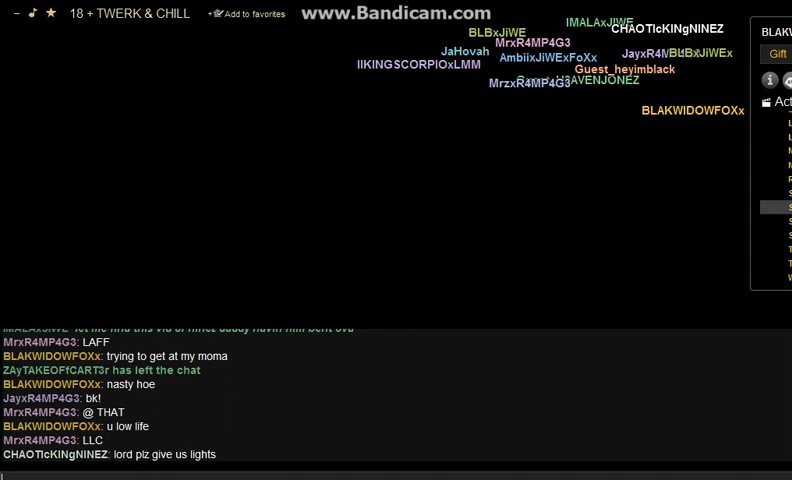 18 + TWERK & CHILL
+ Add to favorites
www.Bandicam.com
IMALAxJIWE
CHAOTIcKINgNINEZ
BLBxJiWE
MrxR4MP4G3
JaHovah
AmbiixJiWExFoXx
JayxR4M
BLBxJiWEx
IIKINGSCORPIOxLMM
Guest_heyimblack
MrzxR4MP4G3
BLAKWIDOWFOXx
BLAKWI
Gift
Act
MrxR4MP4G3: LAFF
BLAKWIDOWFOXx: trying to get at my moma
ZAyTAKEOFfCART3r has left the chat
BLAKWIDOWFOXx: nasty hoe
JayxR4MP4G3: bk!
MrxR4MP4G3: @ THAT
BLAKWIDOWFOXx: u low life
MrxR4MP4G3: LLC
CHAOTIcKINgNINEZ: lord plz give us lights